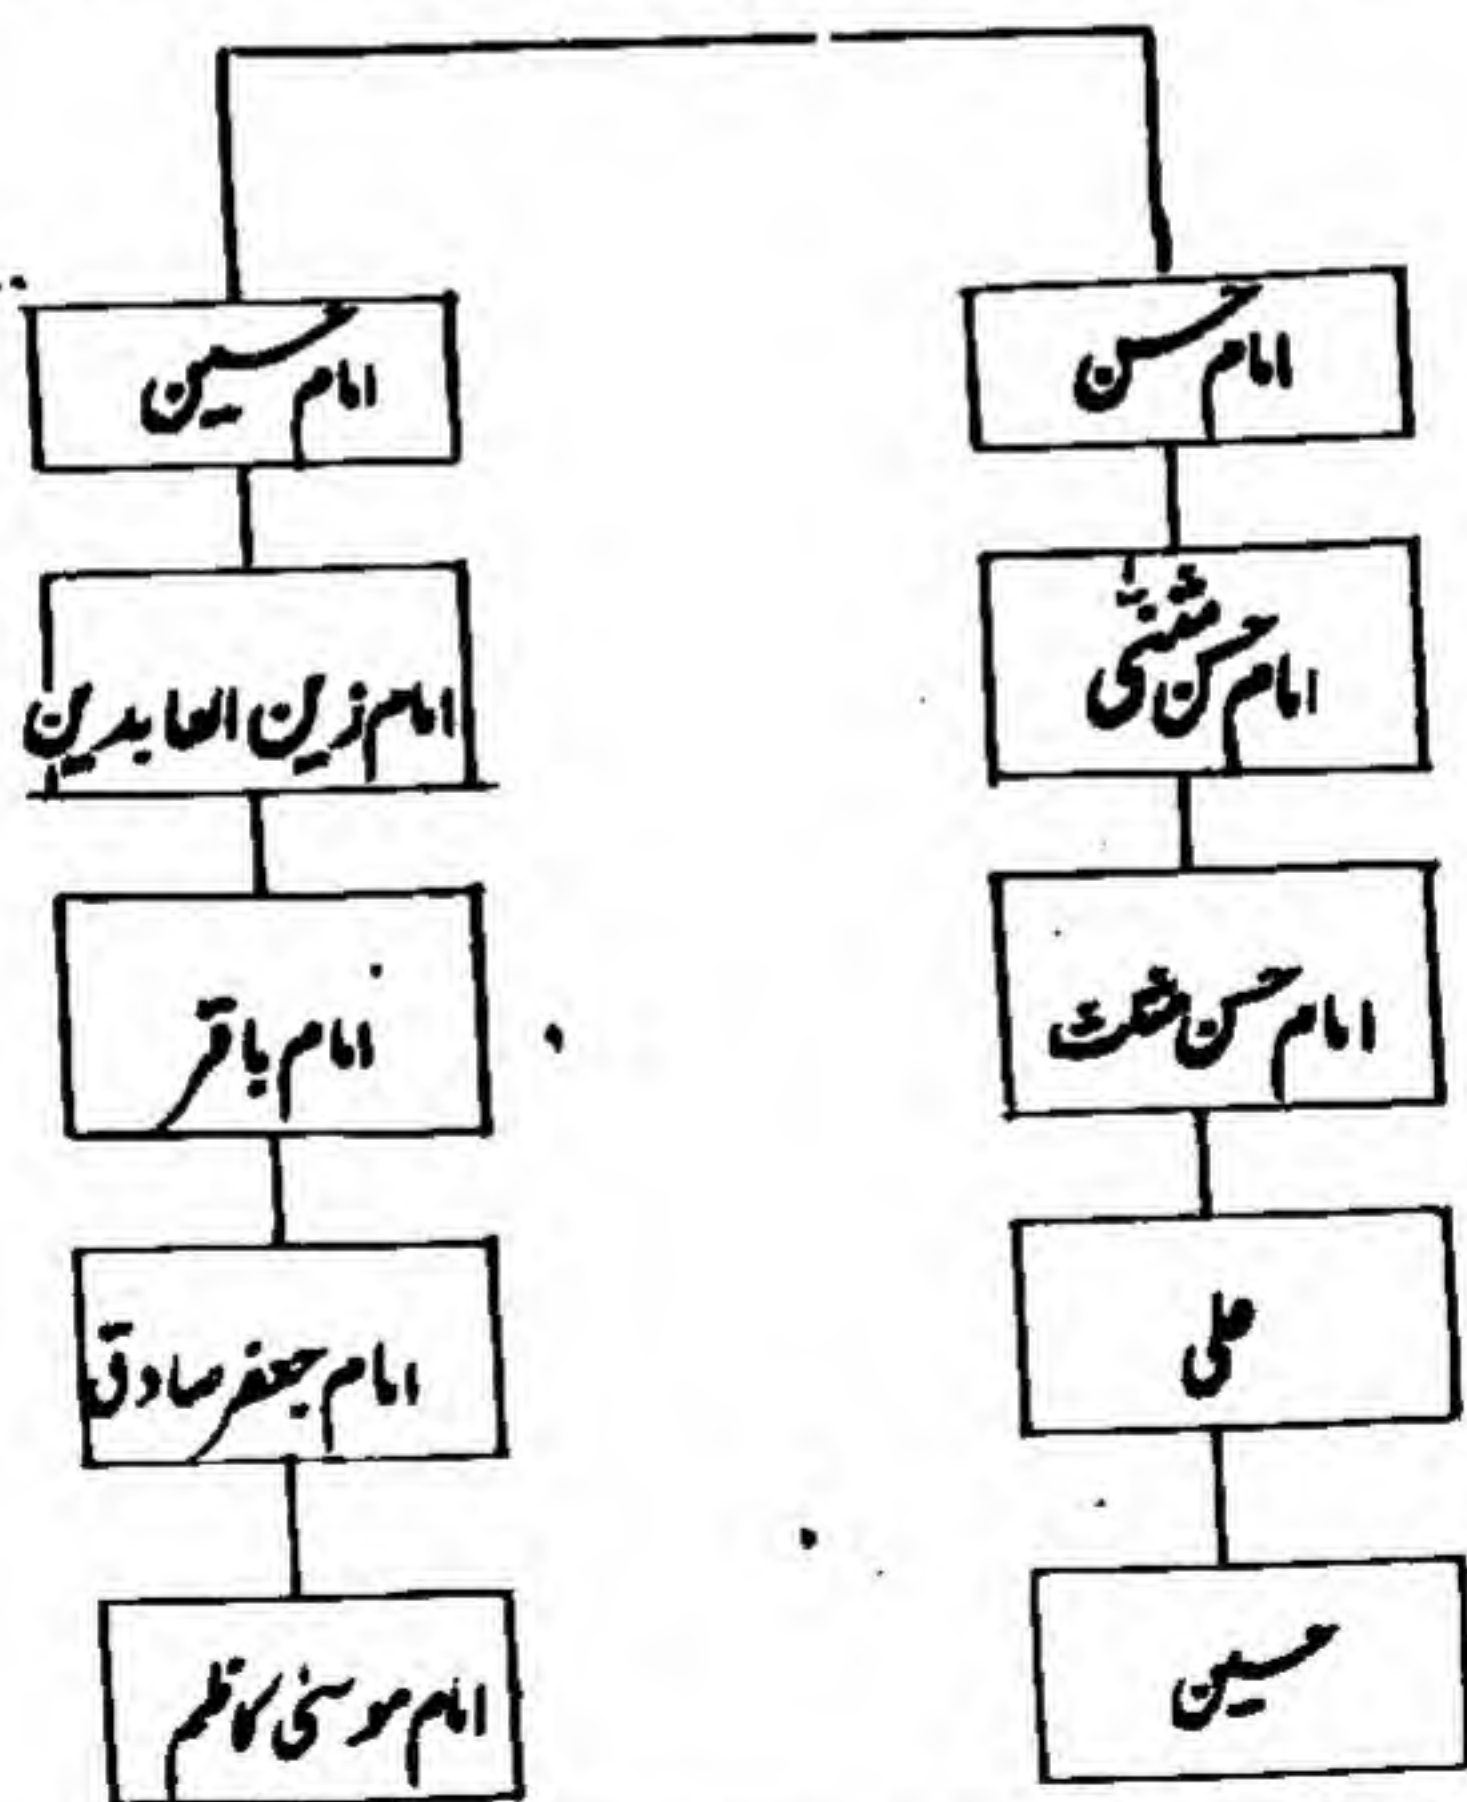 امام حسن
امام حسن مثنیٰ
امام حسن مثلث
علی
حسین
امام حسین
امام زین العابدین
امام باقر
امام جعفر صادق
امام موسیٰ کاظم